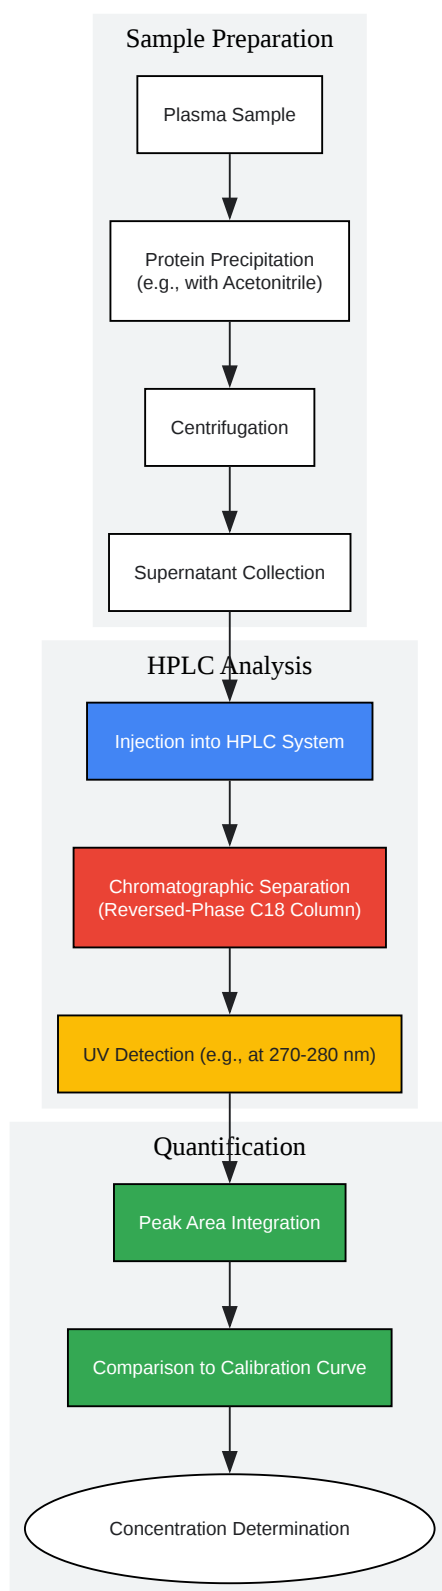 Sample Preparation
Plasma Sample
Protein Precipitation
(e.g., with Acetonitrile)
Centrifugation
Supernatant Collection
HPLC Analysis
Injection into HPLC System
Chromatographic Separation
(Reversed-Phase C18 Column)
UV Detection (e.g., at 270-280 nm)
Quantification
Peak Area Integration
Comparison to Calibration Curve
Concentration Determination